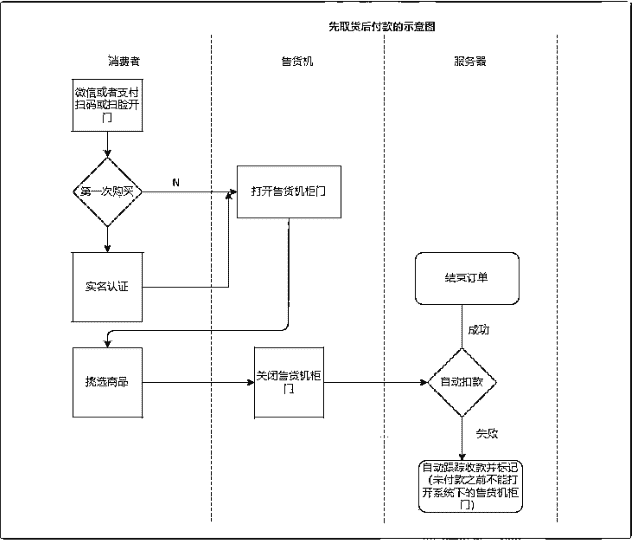 先取货后付款的示意图
消费者
售货机
服务器
微信或者支付
扫码或扫脸开
门
第一次购买
N
打开售货机柜门
实名认证
结束订单
成功
挑选商品
关闭售货机柜
门
自动扣款
失败
自动跟踪收款并标记
（未付款之前不能打
开系统下的售货机柜
门）